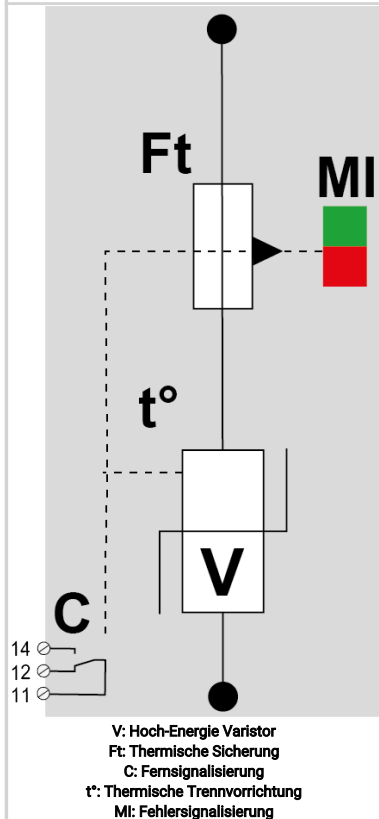 Ft
MI
t°
V
C
14
12
11
V: Hoch-Energie Varistor
Ft: Thermische Sicherung
C: Fernsignalisierung
t°: Thermische Trennvorrichtung
MI: Fehlersignalisierung